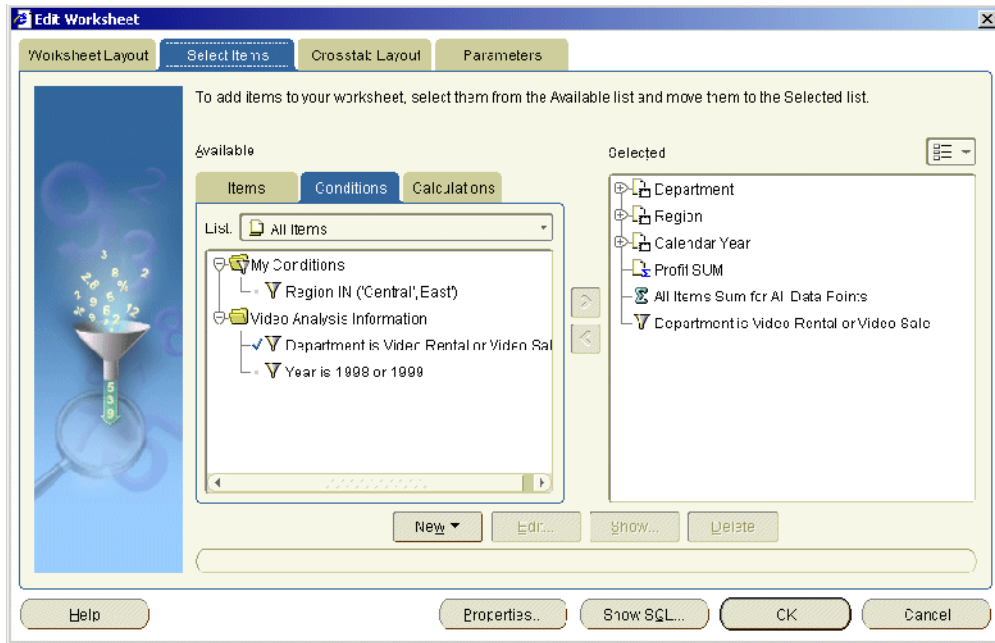 Edit Worksheet
Worksheet Layout
Select Items
Crosstab Layout
Parameters
To add items to your worksheet, select them from the Available list and move them to the Selected list.
Available
Selected
Items
Conditions
Calculations
List.
All Items
My Conditions
Region IN ('Central','East')
Video Analysis Information
Department is Video Rental or Video Sal
Year is 1998 or 1999
Department
Region
Calendar Year
Profit SUM
All Items Sum for All Data Points
Department is Video Rental or Video Sale
New
Edit...
Show...
Delete
Help
Properties..
Show SQL...
OK
Cancel